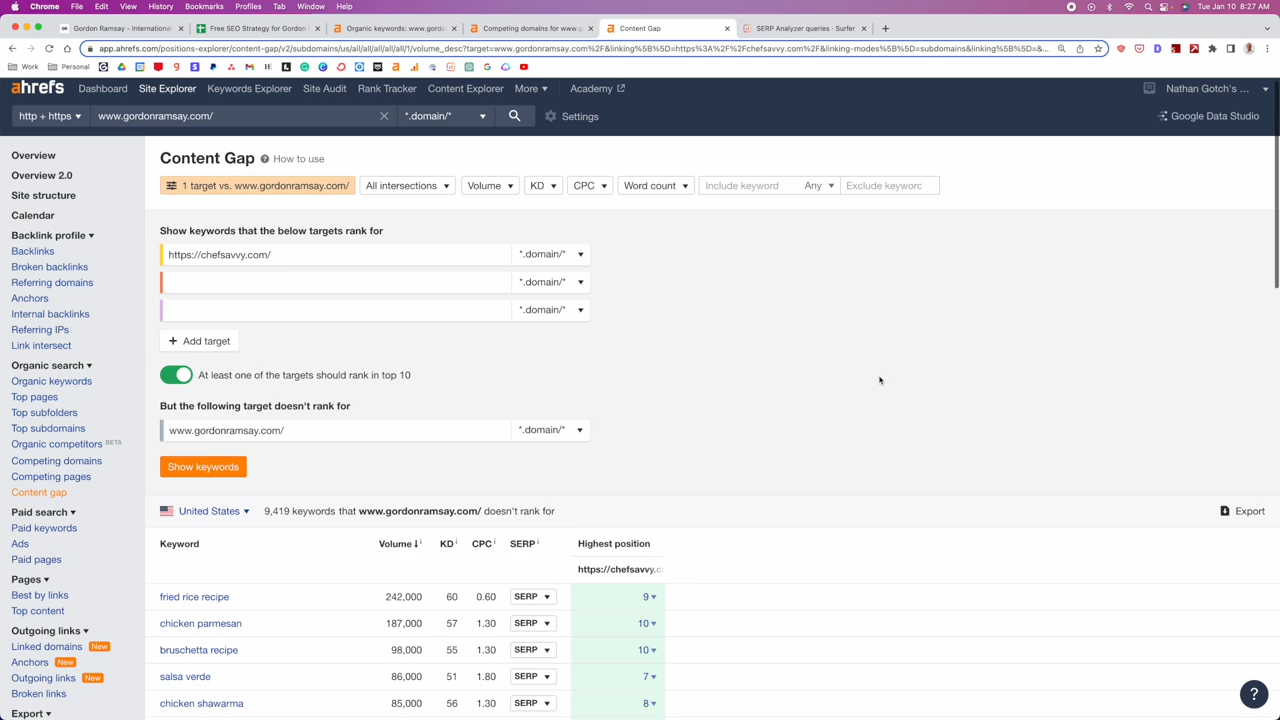 Chrome File Edit View History Bookmarks Profiles Tab Window Help Tue Jan 10 8:27 AM
Gordon Ramsay - International Free SEO Strategy for Gordon Organic keywords: www.gordon Competing domains for www.g Content Gap SERP Analyzer queries - Surfer
app.ahrefs.com/positions-explorer/content-gap/v2/subdomains/us/all/all/all/all/all/1/volume_desc?target=www.gordonramsay.com%2F&linking%5B%5D=https%3A%2F%2Fchefsavvy.com%2F&linking-modes%5B%5D=subdomains&linking%5B%5D=&...
Work Personal
ahrefs Dashboard Site Explorer Keywords Explorer Site Audit Rank Tracker Content Explorer More Academy Nathan Gotch's ...
http + https www.gordonramsay.com/ *.domain/* Settings Google Data Studio
Overview
Overview 2.0
Site structure
Calendar
Backlink profile
Backlinks
Broken backlinks
Referring domains
Anchors
Internal backlinks
Referring IPs
Link intersect
Organic search
Organic keywords
Top pages
Top subfolders
Top subdomains
Organic competitors BETA
Competing domains
Competing pages
Content gap
Paid search
Paid keywords
Ads
Paid pages
Pages
Best by links
Top content
Outgoing links
Linked domains New
Anchors New
Outgoing links New
Broken links
Export
Content Gap ? How to use
1 target vs. www.gordonramsay.com/ All intersections Volume KD CPC Word count Include keyword Any Exclude keyworc
Show keywords that the below targets rank for
https://chefsavvy.com/ *.domain/*
*.domain/*
*.domain/*
+ Add target
At least one of the targets should rank in top 10
But the following target doesn't rank for
www.gordonramsay.com/ *.domain/*
Show keywords
United States 9,419 keywords that www.gordonramsay.com/ doesn't rank for Export
Keyword Volume KD CPC SERP Highest position
https://chefsavvy.c
fried rice recipe 242,000 60 0.60 SERP 9
chicken parmesan 187,000 57 1.30 SERP 10
bruschetta recipe 98,000 55 1.30 SERP 10
salsa verde 86,000 51 1.80 SERP 7
chicken shawarma 85,000 56 1.30 SERP 8
?